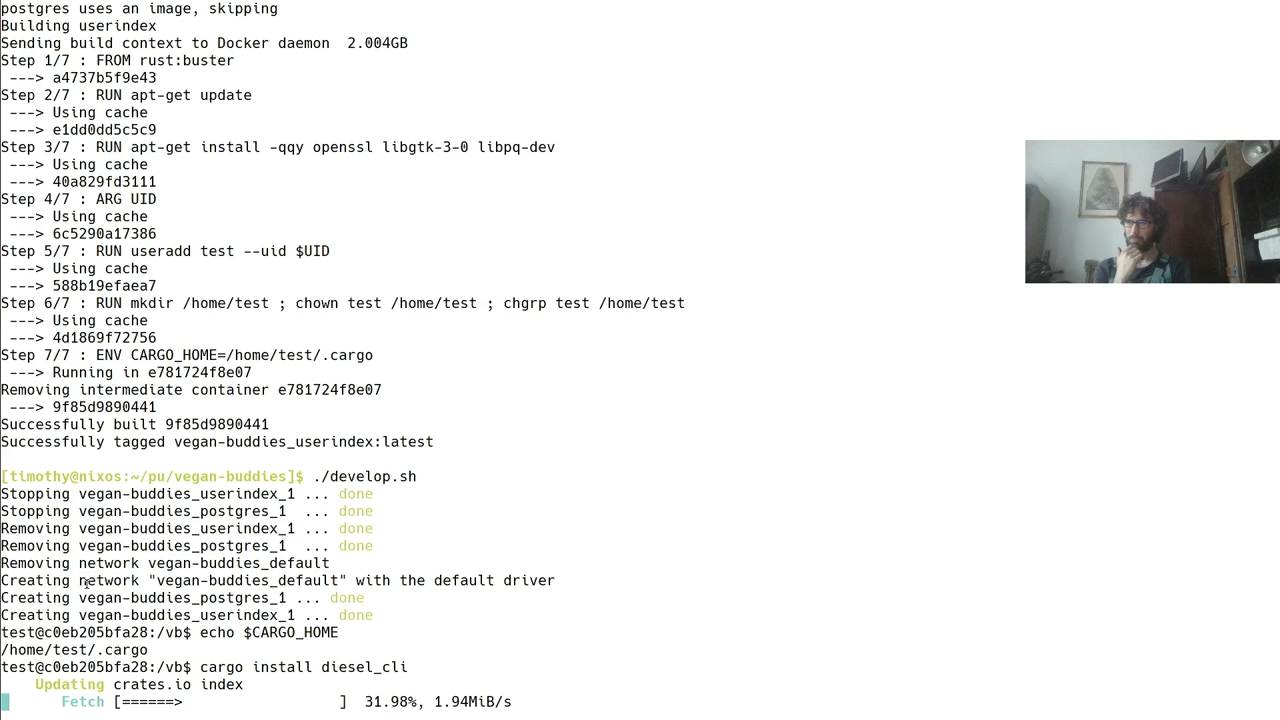 postgres uses an image, skipping
Building userindex
Sending build context to Docker daemon  2.004GB
Step 1/7 : FROM rust:buster
 ---> a4737b5f9e43
Step 2/7 : RUN apt-get update
 ---> Using cache
 ---> e1dd0dd5c5c9
Step 3/7 : RUN apt-get install -qqy openssl libgtk-3-0 libpq-dev
 ---> Using cache
 ---> 40a829fd3111
Step 4/7 : ARG UID
 ---> Using cache
 ---> 6c5290a17386
Step 5/7 : RUN useradd test --uid $UID
 ---> Using cache
 ---> 588b19efaea7
Step 6/7 : RUN mkdir /home/test ; chown test /home/test ; chgrp test /home/test
 ---> Using cache
 ---> 4d1869f72756
Step 7/7 : ENV CARGO_HOME=/home/test/.cargo
 ---> Running in e781724f8e07
Removing intermediate container e781724f8e07
 ---> 9f85d9890441
Successfully built 9f85d9890441
Successfully tagged vegan-buddies_userindex:latest
[timothy@nixos:~/pu/vegan-buddies]$ ./develop.sh
Stopping vegan-buddies_userindex_1 ... done
Stopping vegan-buddies_postgres_1  ... done
Removing vegan-buddies_userindex_1 ... done
Removing vegan-buddies_postgres_1  ... done
Removing network vegan-buddies_default
Creating network "vegan-buddies_default" with the default driver
Creating vegan-buddies_postgres_1 ... done
Creating vegan-buddies_userindex_1 ... done
test@c0eb205bfa28:/vb$ echo $CARGO_HOME
/home/test/.cargo
test@c0eb205bfa28:/vb$ cargo install diesel_cli
    Updating crates.io index
       Fetch [======>                  ]  31.98%, 1.94MiB/s